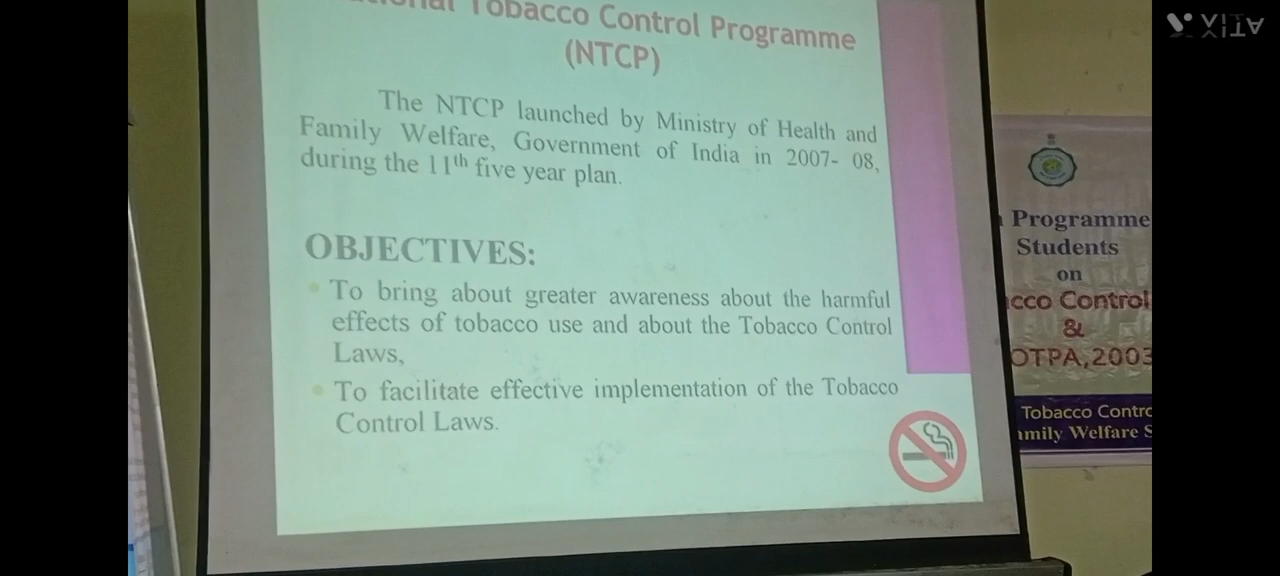 Tobacco Control Programme
(NTCP)
The NTCP launched by Ministry of Health and
Family Welfare, Government of India in 2007- 08,
during the 11th five year plan.
OBJECTIVES:
To bring about greater awareness about the harmful
effects of tobacco use and about the Tobacco Control
Laws,
To facilitate effective implementation of the Tobacco
Control Laws.
Programme
Students
on
cco Control
&
OTPA,2003
Tobacco Contro
mily Welfare S
VITA